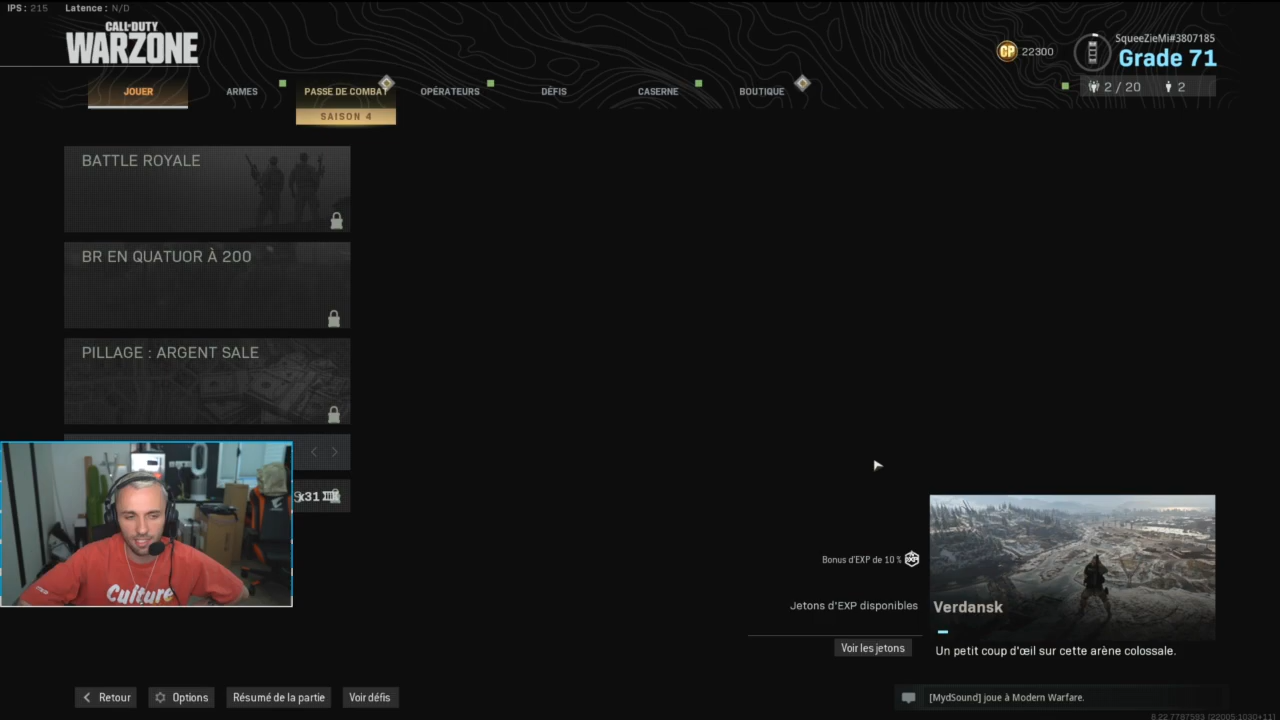 IPS : 215 Latence : N/D
CALL OF DUTY
WARZONE
CP 22300
SqueeZieMi#3807185
Grade 71
2 / 20 2
JOUER ARMES PASSE DE COMBAT OPÉRATEURS DÉFIS CASERNE BOUTIQUE
SAISON 4
BATTLE ROYALE
BR EN QUATUOR À 200
PILLAGE : ARGENT SALE
x31
Culture
Bonus d'EXP de 10 %
Jetons d'EXP disponibles
Voir les jetons
Verdansk
Un petit coup d'œil sur cette arène colossale.
Retour Options Résumé de la partie Voir défis
[MydSound] joue à Modern Warfare.